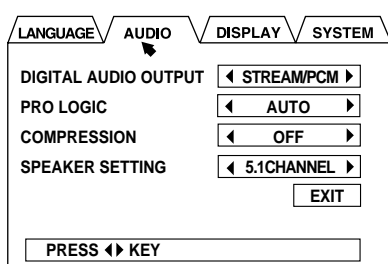 LANGUAGE AUDIO DISPLAY SYSTEM
DIGITAL AUDIO OUTPUT ◀ STREAM/PCM ▶
PRO LOGIC ◀ AUTO ▶
COMPRESSION ◀ OFF ▶
SPEAKER SETTING ◀ 5.1CHANNEL ▶
EXIT
PRESS ◀▶ KEY